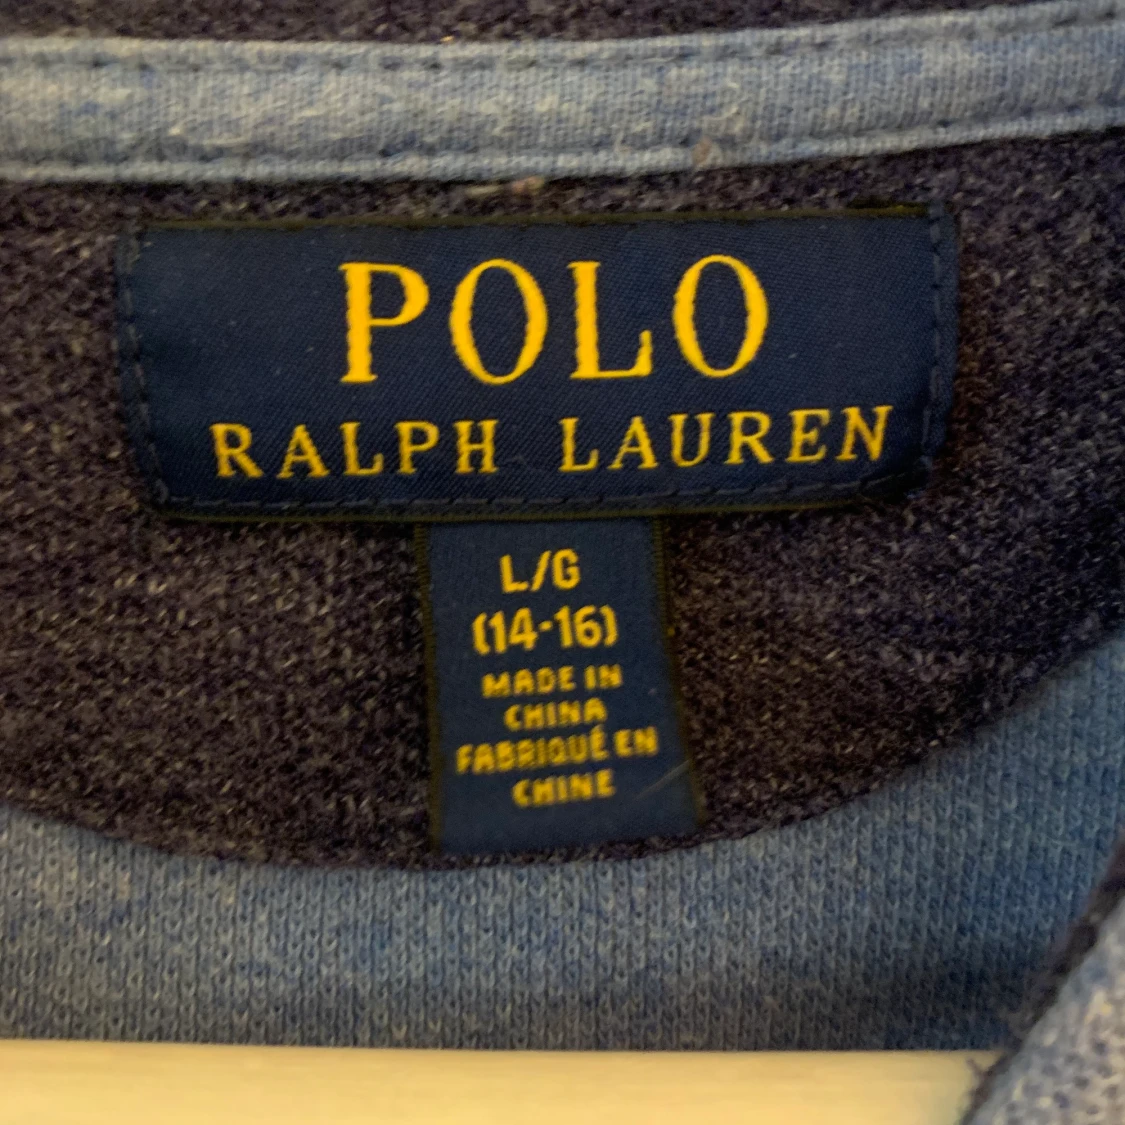 POLO
RALPH LAUREN
L/G
(14-16)
MADE IN
CHINA
FABRIQUÉ EN
CHINE